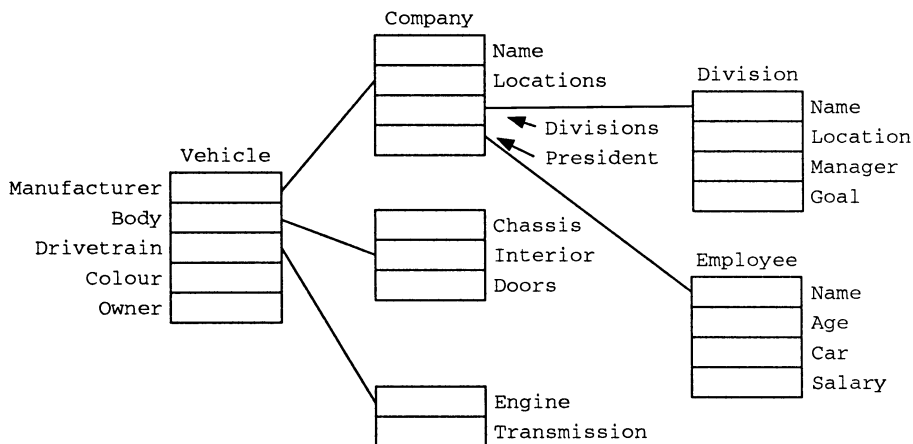 Company
Name
Locations
Divisions
President
Division
Name
Location
Manager
Goal
Vehicle
Manufacturer
Body
Drivetrain
Colour
Owner
Chassis
Interior
Doors
Employee
Name
Age
Car
Salary
Engine
Transmission